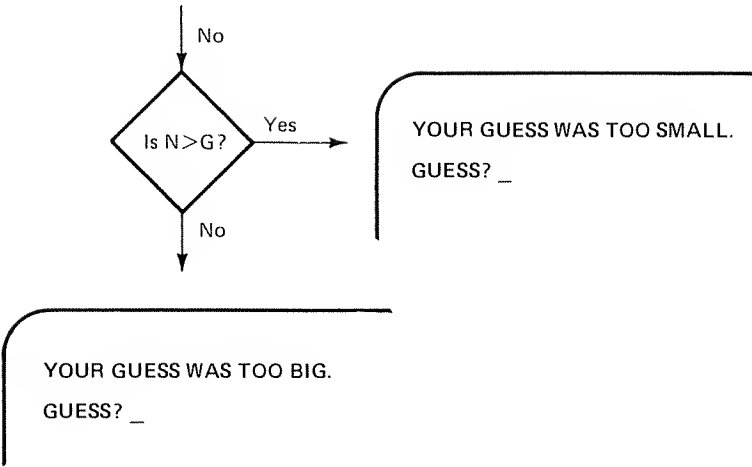 No
Is N>G?
Yes
YOUR GUESS WAS TOO SMALL.
GUESS? _
No
YOUR GUESS WAS TOO BIG.
GUESS? _